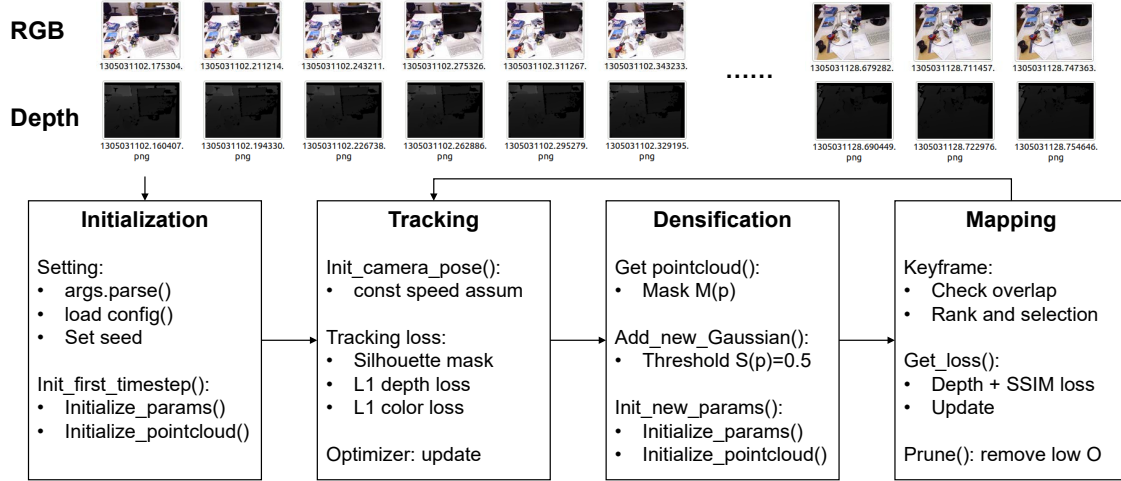 RGB
1305031102.175304.
1305031102.211214.
1305031102.243211.
1305031102.275326.
1305031102.311267.
1305031102.343233.
......
1305031128.679282.
1305031128.711457.
1305031128.747363.
Depth
1305031102.160407.
png
1305031102.194330.
png
1305031102.226738.
png
1305031102.262886.
png
1305031102.295279.
png
1305031102.329195.
png
1305031128.690449.
png
1305031128.722976.
png
1305031128.754646.
png
Initialization
Setting:
• args.parse()
• load config()
• Set seed
Init_first_timestep():
• Initialize_params()
• Initialize_pointcloud()
Tracking
Init_camera_pose():
• const speed assum
Tracking loss:
• Silhouette mask
• L1 depth loss
• L1 color loss
Optimizer: update
Densification
Get pointcloud():
• Mask M(p)
Add_new_Gaussian():
• Threshold S(p)=0.5
Init_new_params():
• Initialize_params()
• Initialize_pointcloud()
Mapping
Keyframe:
• Check overlap
• Rank and selection
Get_loss():
• Depth + SSIM loss
• Update
Prune(): remove low O